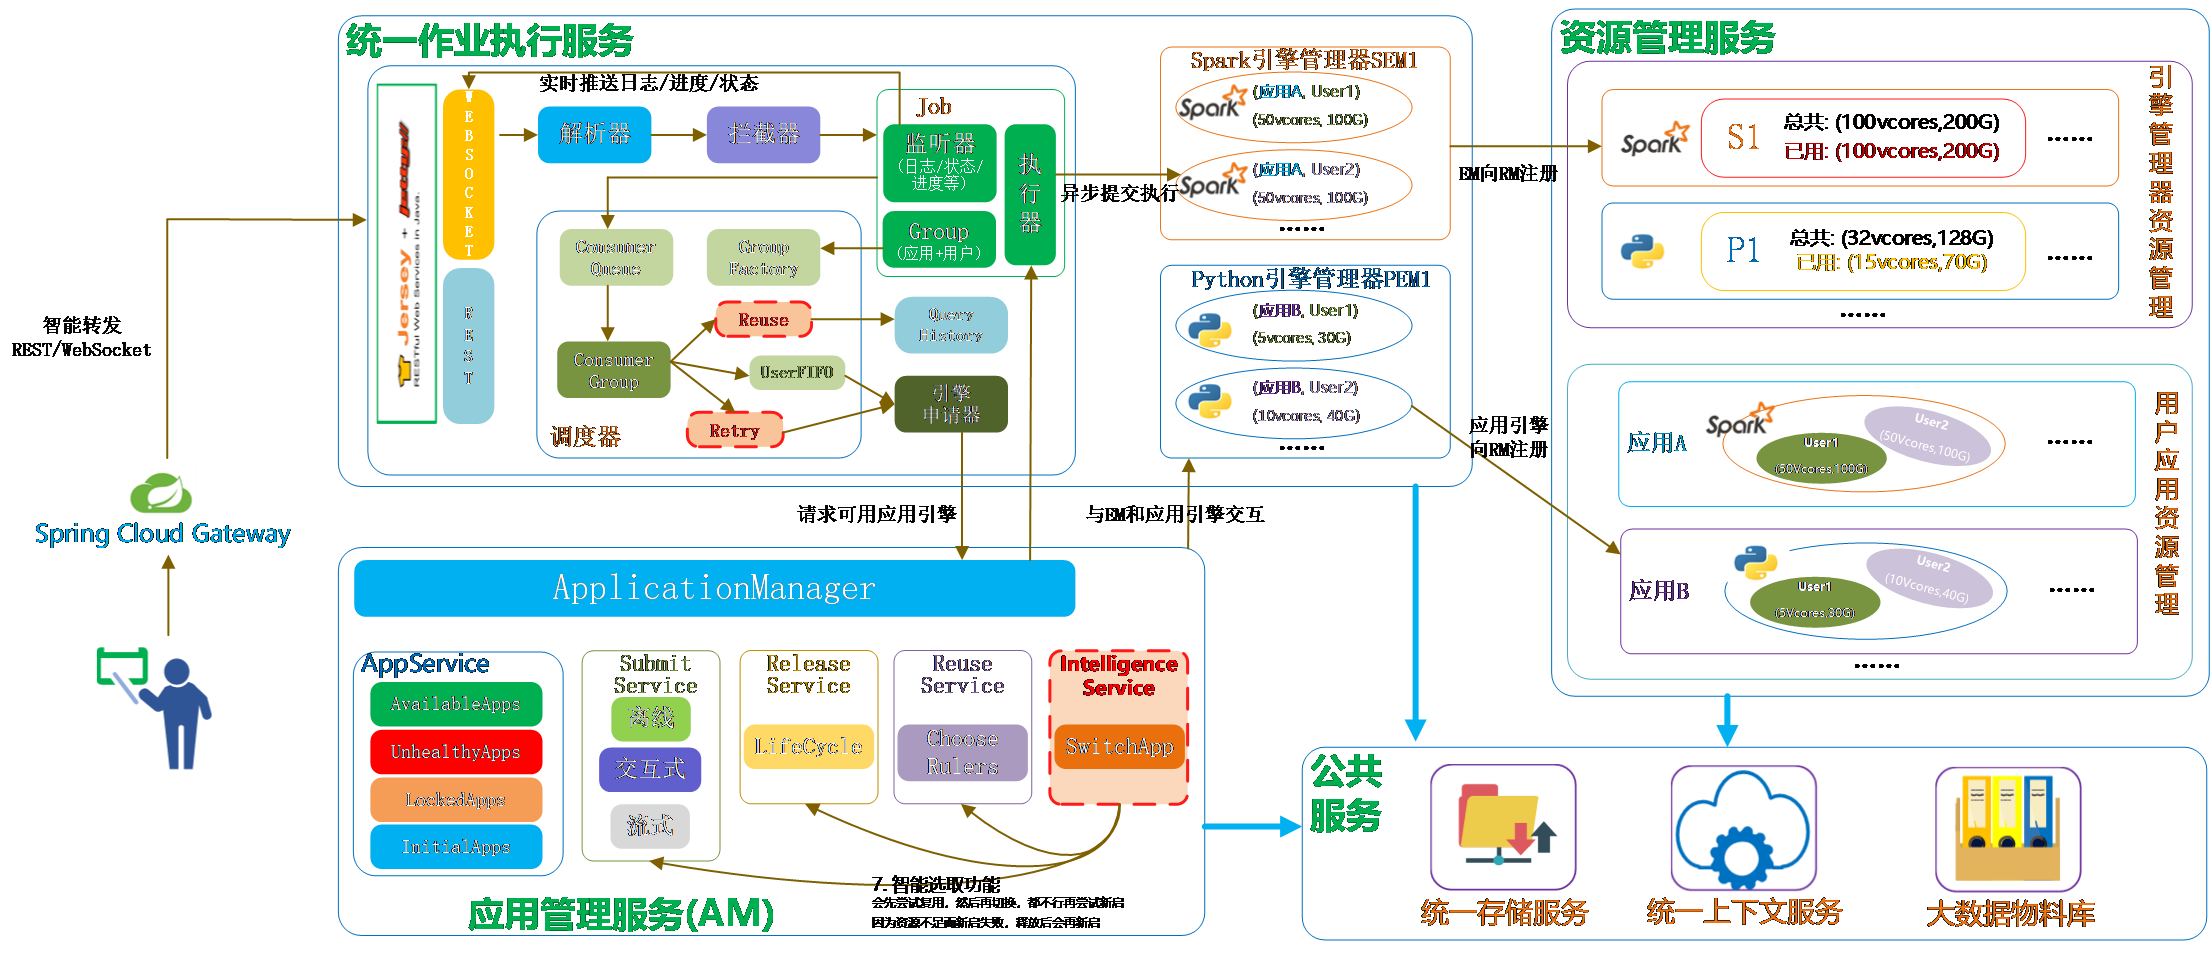 统一作业执行服务
实时推送日志/进度/状态
Jersey +
RESTful Web Services in Java.
WEBSOCKET
REST
解析器
拦截器
Job
监听器
(日志/状态/
进度等)
执行器
Group
(应用+用户)
Consumer
Queue
Group
Factory
Consumer
Group
Reuse
UserFIFO
Retry
调度器
Query
History
引擎
申请器
异步提交执行
Spark引擎管理器SEM1
Spark
(应用A, User1)
(50vcores, 100G)
Spark
(应用A, User2)
(50vcores, 100G)
……
Python引擎管理器PEM1
(应用B, User1)
(5vcores, 30G)
(应用B, User2)
(10vcores, 40G)
……
EM向RM注册
应用引擎
向RM注册
资源管理服务
引擎管理器资源管理
Spark
S1
总共: (100vcores,200G)
已用: (100vcores,200G)
……
P1
总共: (32vcores,128G)
已用: (15vcores,70G)
……
……
用户应用资源管理
应用A
Spark
User1
(50Vcores,100G)
User2
(50Vcores,100G)
……
应用B
User1
(5Vcores,30G)
User2
(10Vcores,40G)
……
……
智能转发
REST/WebSocket
Spring Cloud Gateway
请求可用应用引擎
与EM和应用引擎交互
ApplicationManager
AppService
AvailableApps
UnhealthyApps
LockedApps
InitialApps
Submit
Service
离线
交互式
流式
Release
Service
LifeCycle
Reuse
Service
Choose
Rulers
Intelligence
Service
SwitchApp
7.智能选取功能
会先尝试复用，然后再切换，都不行再尝试新启
因为资源不足而新启失败，释放后会再新启
应用管理服务(AM)
公共
服务
统一存储服务
统一上下文服务
大数据物料库